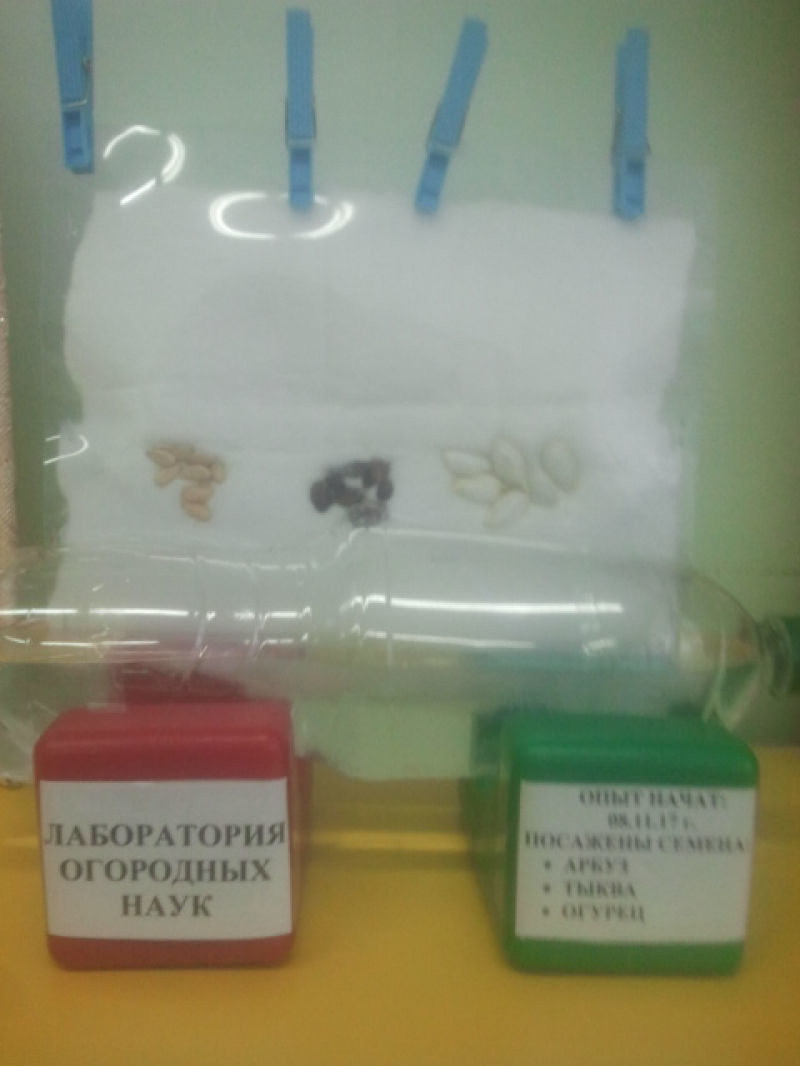 ЛАБОРАТОРИЯ
ОГОРОДНЫХ
НАУК
ОПЫТ НАЧАТ:
08.11.17 г.
ПОСАЖЕНЫ СЕМЕНА:
• АРБУЗ
• ТЫКВА
• ОГУРЕЦ